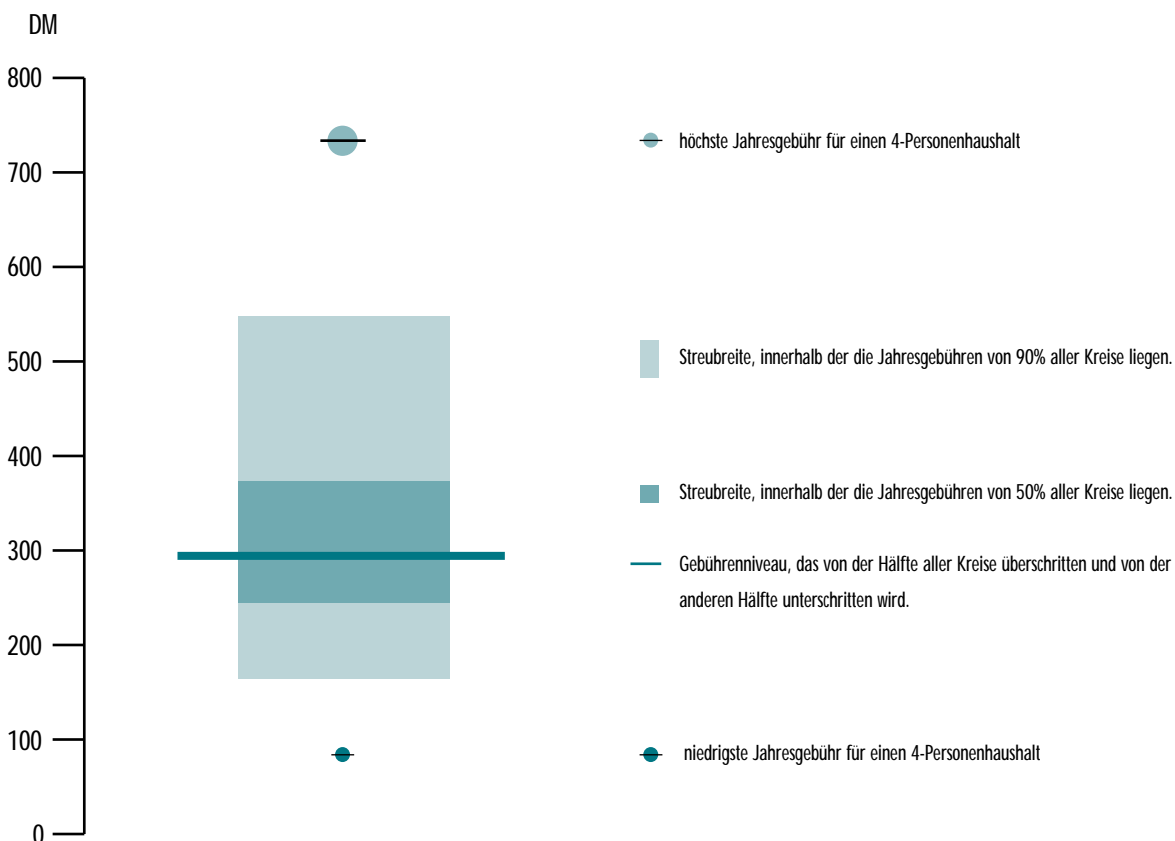 DM
800
700
600
500
400
300
200
100
0
höchste Jahresgebühr für einen 4-Personenhaushalt
Streubreite, innerhalb der die Jahresgebühren von 90% aller Kreise liegen.
Streubreite, innerhalb der die Jahresgebühren von 50% aller Kreise liegen.
Gebührenniveau, das von der Hälfte aller Kreise überschritten und von der
anderen Hälfte unterschritten wird.
niedrigste Jahresgebühr für einen 4-Personenhaushalt